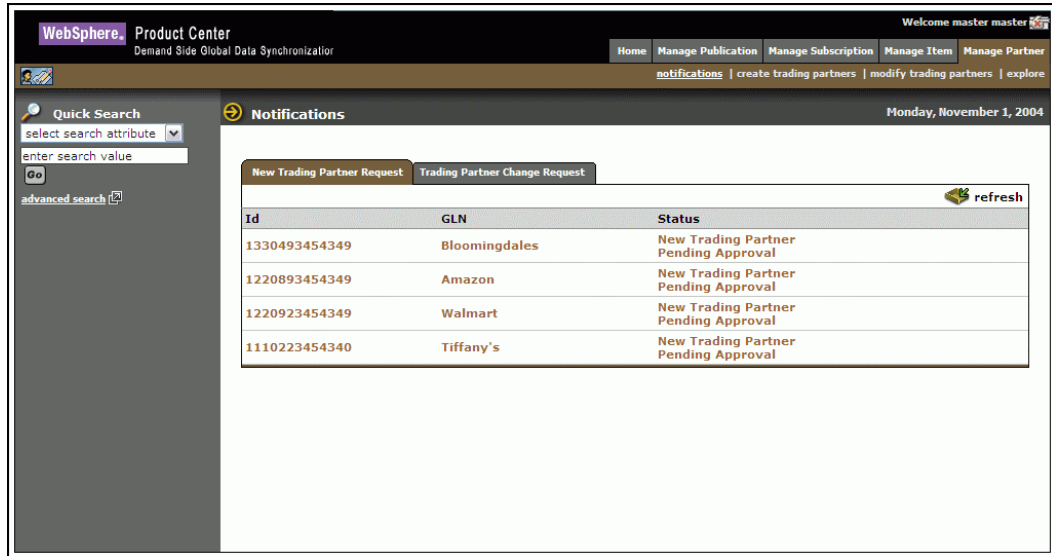 Welcome master master
WebSphere. Product Center
Demand Side Global Data Synchronization
Home Manage Publication Manage Subscription Manage Item Manage Partner
notifications | create trading partners | modify trading partners | explore
Quick Search
select search attribute
enter search value
Go
advanced search
Notifications
Monday, November 1, 2004
New Trading Partner Request Trading Partner Change Request
refresh
Id GLN Status
1330493454349 Bloomingdales New Trading Partner
Pending Approval
1220893454349 Amazon New Trading Partner
Pending Approval
1220923454349 Walmart New Trading Partner
Pending Approval
1110223454340 Tiffany's New Trading Partner
Pending Approval